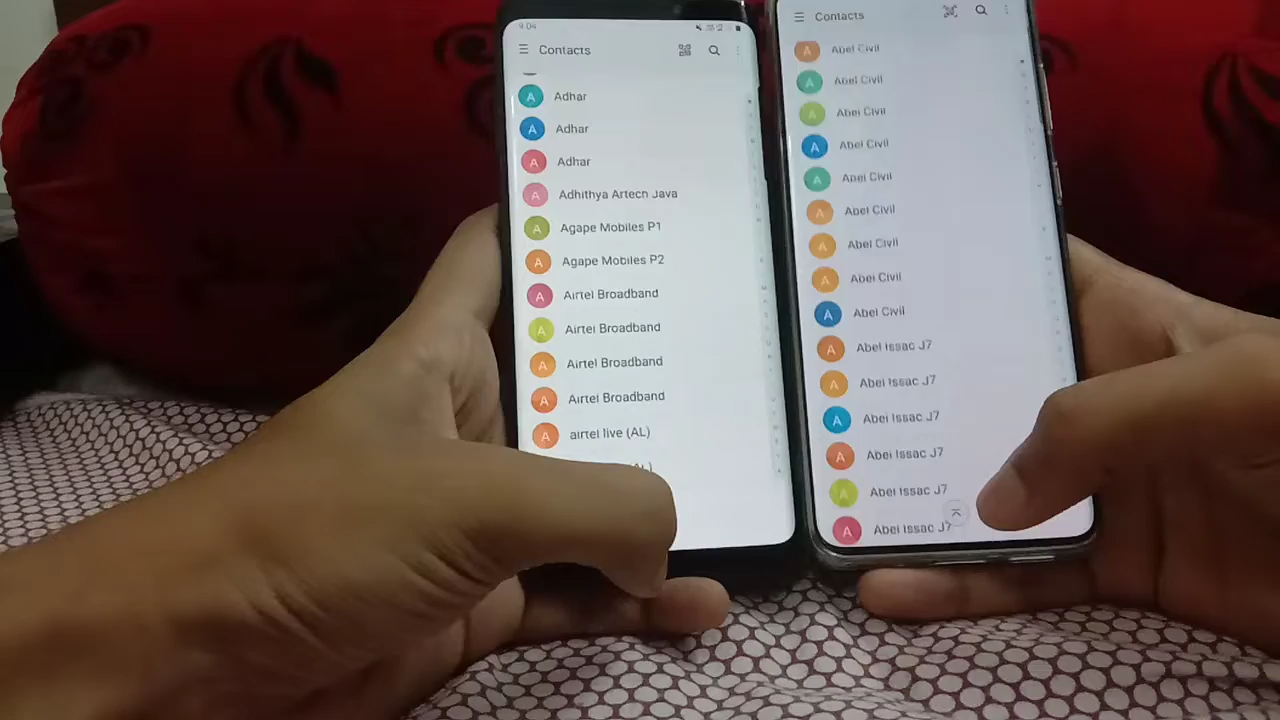 9:04
Contacts
A Adhar
A Adhar
A Adhar
A Adhithya Artech Java
A Agape Mobiles P1
A Agape Mobiles P2
A Airtel Broadband
A Airtel Broadband
A Airtel Broadband
A Airtel Broadband
A airtel live (AL)
AL)
Contacts
A Abel Civil
A Abel Civil
A Abel Civil
A Abel Civil
A Abel Civil
A Abel Civil
A Abel Civil
A Abel Civil
A Abel Civil
A Abel Issac J7
A Abel Issac J7
A Abel Issac J7
A Abel Issac J7
A Abel Issac J7
A Abel Issac J7